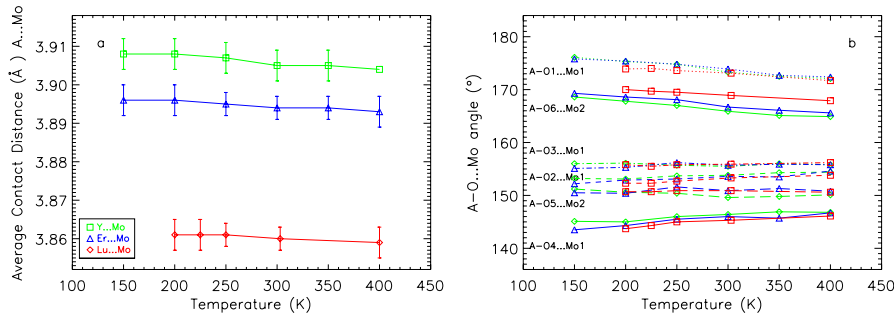 a
Average Contact Distance (Å ) A...Mo
3.91
3.90
3.89
3.88
3.87
3.86
Y...Mo
Er...Mo
Lu...Mo
100 150 200 250 300 350 400 450
Temperature (K)
b
A-O...Mo angle (°)
180
170
160
150
140
A-O1...Mo1
A-O6...Mo2
A-O3...Mo1
A-O2...Mo1
A-O5...Mo2
A-O4...Mo1
100 150 200 250 300 350 400 450
Temperature (K)